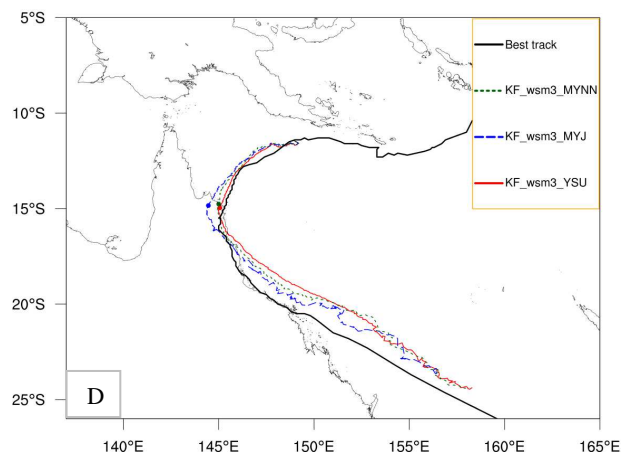 5°S
10°S
15°S
20°S
25°S
Best track
KF_wsm3_MYNN
KF_wsm3_MYJ
KF_wsm3_YSU
D
140°E 145°E 150°E 155°E 160°E 165°E